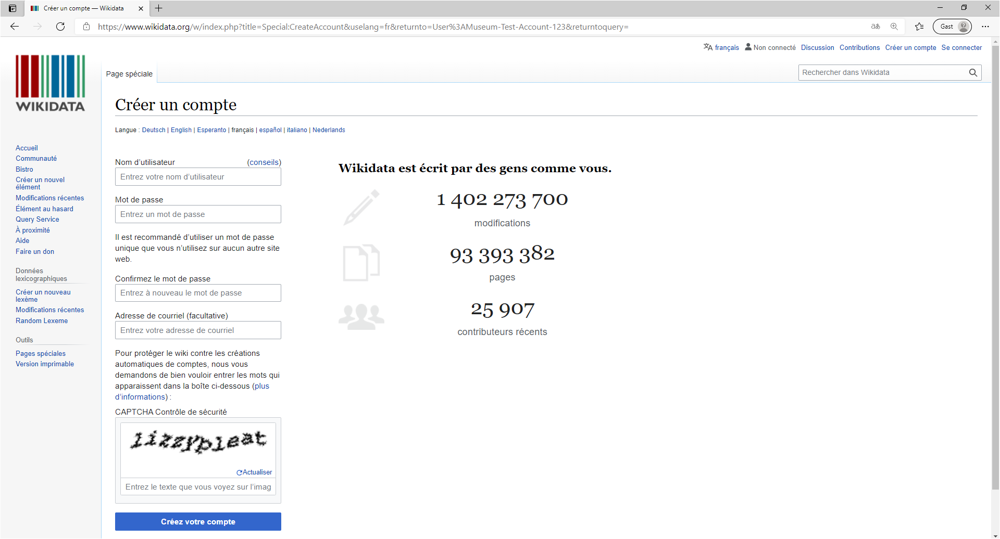 Créer un compte — Wikidata
https://www.wikidata.org/w/index.php?title=Special:CreateAccount&uselang=fr&returnto=User%3AMuseum-Test-Account-123&returntoquery=
aあ
Gast
français Non connecté Discussion Contributions Créer un compte Se connecter
WIKIDATA
Page spéciale
Rechercher dans Wikidata
Accueil
Communauté
Bistro
Créer un nouvel
élément
Modifications récentes
Élément au hasard
Query Service
À proximité
Aide
Faire un don
Données
lexicographiques
Créer un nouveau
lexème
Modifications récentes
Random Lexeme
Outils
Pages spéciales
Version imprimable
Créer un compte
Langue : Deutsch | English | Esperanto | français | español | italiano | Nederlands
Nom d’utilisateur (conseils)
Entrez votre nom d’utilisateur
Mot de passe
Entrez un mot de passe
Il est recommandé d’utiliser un mot de passe
unique que vous n’utilisez sur aucun autre site
web.
Confirmez le mot de passe
Entrez à nouveau le mot de passe
Adresse de courriel (facultative)
Entrez votre adresse de courriel
Pour protéger le wiki contre les créations
automatiques de comptes, nous vous
demandons de bien vouloir entrer les mots qui
apparaissent dans la boîte ci-dessous (plus
d’informations) :
CAPTCHA Contrôle de sécurité
lizzypleat
Actualiser
Entrez le texte que vous voyez sur l’imag
Créez votre compte
Wikidata est écrit par des gens comme vous.
1 402 273 700
modifications
93 393 382
pages
25 907
contributeurs récents